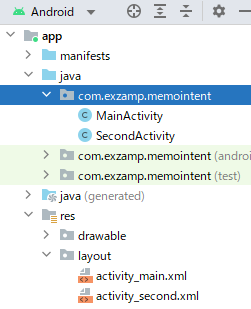 Android
app
manifests
java
com.exzamp.memointent
MainActivity
SecondActivity
com.exzamp.memointent (androi
com.exzamp.memointent (test)
java (generated)
res
drawable
layout
activity_main.xml
activity_second.xml